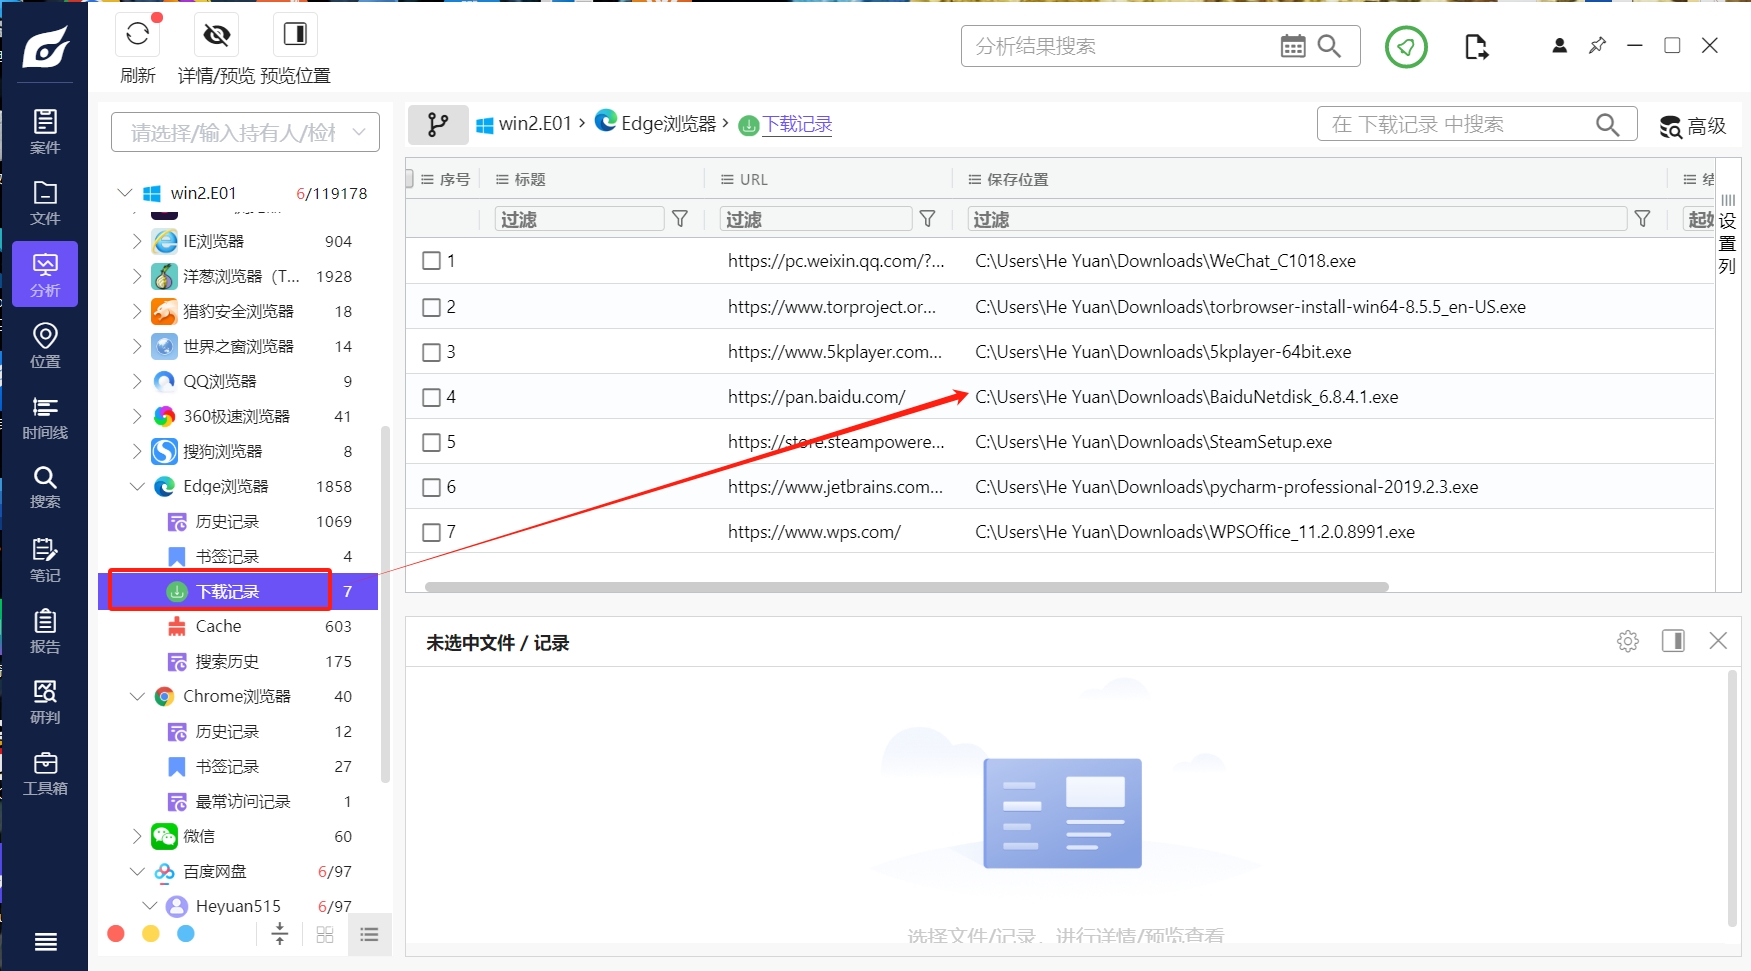 刷新
详情/预览 预览位置
分析结果搜索
案件
文件
分析
位置
时间线
搜索
笔记
报告
研判
工具箱
请选择/输入持有人/检
win2.E01 6/119178
IE浏览器 904
洋葱浏览器（T... 1928
猎豹安全浏览器 18
世界之窗浏览器 14
QQ浏览器 9
360极速浏览器 41
搜狗浏览器 8
Edge浏览器 1858
历史记录 1069
书签记录 4
下载记录 7
Cache 603
搜索历史 175
Chrome浏览器 40
历史记录 12
书签记录 27
最常访问记录 1
微信 60
百度网盘 6/97
Heyuan515 6/97
win2.E01 › Edge浏览器 › 下载记录
在 下载记录 中搜索
高级
序号 标题 URL 保存位置 结
过滤 过滤 过滤 起始
设置列
1 https://pc.weixin.qq.com/?... C:\Users\He Yuan\Downloads\WeChat_C1018.exe
2 https://www.torproject.or... C:\Users\He Yuan\Downloads\torbrowser-install-win64-8.5.5_en-US.exe
3 https://www.5kplayer.com... C:\Users\He Yuan\Downloads\5kplayer-64bit.exe
4 https://pan.baidu.com/ C:\Users\He Yuan\Downloads\BaiduNetdisk_6.8.4.1.exe
5 https://store.steampowere... C:\Users\He Yuan\Downloads\SteamSetup.exe
6 https://www.jetbrains.com... C:\Users\He Yuan\Downloads\pycharm-professional-2019.2.3.exe
7 https://www.wps.com/ C:\Users\He Yuan\Downloads\WPSOffice_11.2.0.8991.exe
未选中文件 / 记录
选择文件/记录，进行详情/预览查看